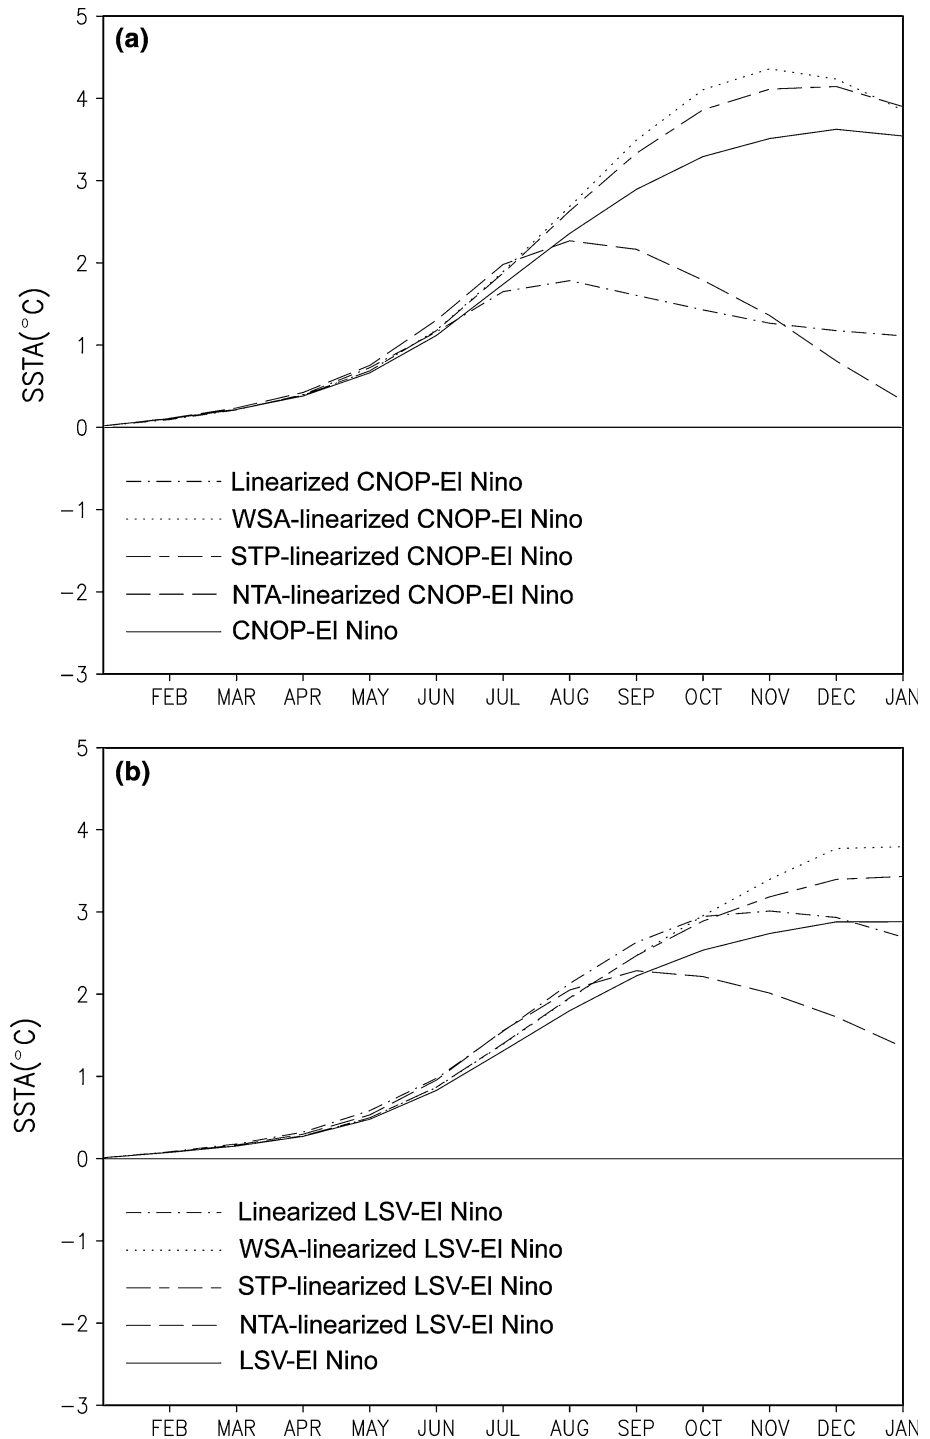 (a)
5
4
3
2
1
0
−1
−2
−3
SSTA(°C)
Linearized CNOP-El Nino
WSA-linearized CNOP-El Nino
STP-linearized CNOP-El Nino
NTA-linearized CNOP-El Nino
CNOP-El Nino
FEB MAR APR MAY JUN JUL AUG SEP OCT NOV DEC JAN
(b)
5
4
3
2
1
0
−1
−2
−3
SSTA(°C)
Linearized LSV-El Nino
WSA-linearized LSV-El Nino
STP-linearized LSV-El Nino
NTA-linearized LSV-El Nino
LSV-El Nino
FEB MAR APR MAY JUN JUL AUG SEP OCT NOV DEC JAN